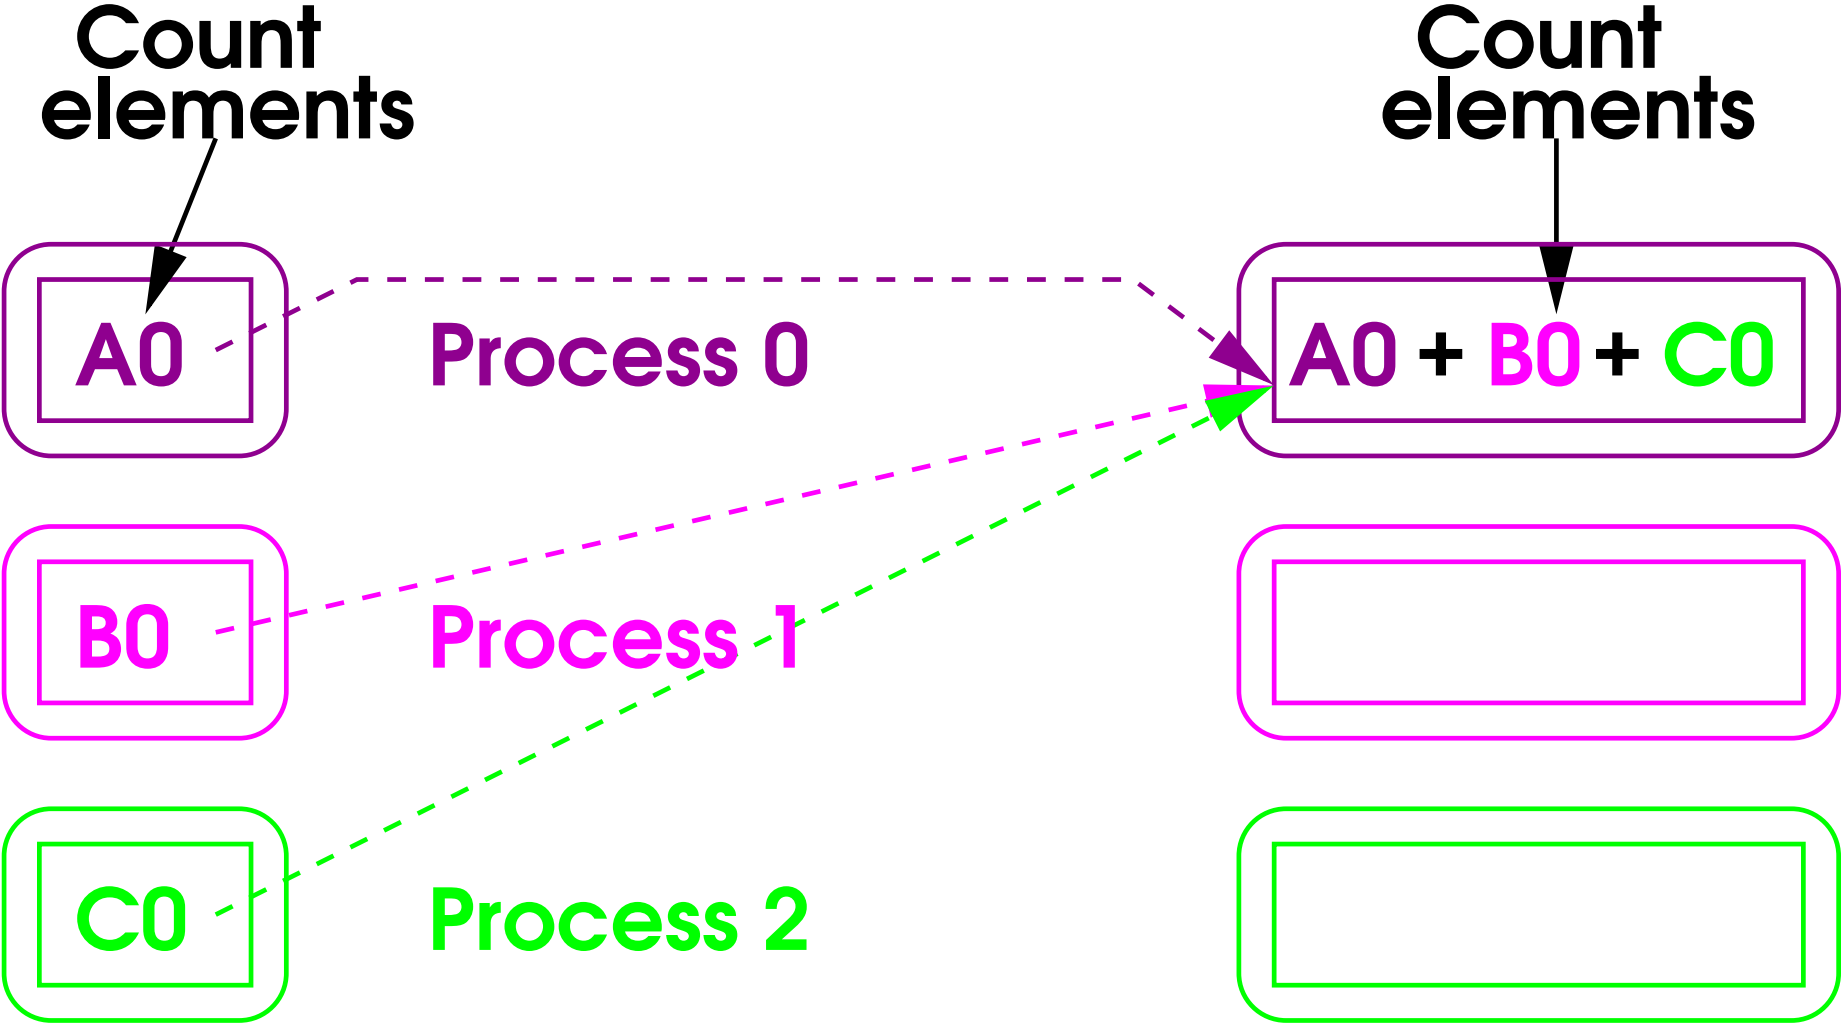 Count
elements
Count
elements
A0
Process 0
A0 + B0 + C0
B0
Process 1
C0
Process 2